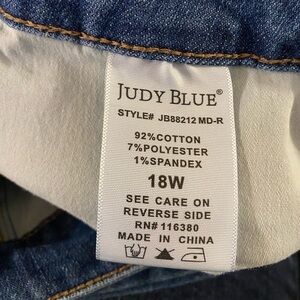 JUDY BLUE®
STYLE# JB88212 MD-R
92%COTTON
7%POLYESTER
1%SPANDEX
18W
SEE CARE ON
REVERSE SIDE
RN# 116380
MADE IN CHINA